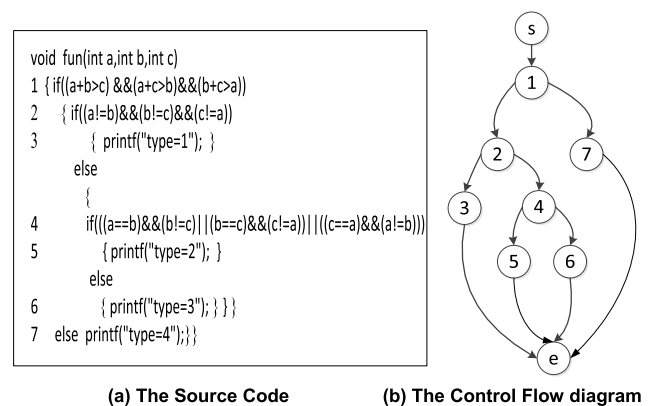 void fun(int a,int b,int c)
1 { if((a+b>c) &&(a+c>b)&&(b+c>a))
2 { if((a!=b)&&(b!=c)&&(c!=a))
3 { printf("type=1"); }
else
{
4 if(((a==b)&&(b!=c)||(b==c)&&(c!=a))||((c==a)&&(a!=b)))
5 { printf("type=2"); }
else
6 { printf("type=3"); } } }
7 else printf("type=4");}}
(a) The Source Code
s
1
2
7
3
4
5
6
e
(b) The Control Flow diagram